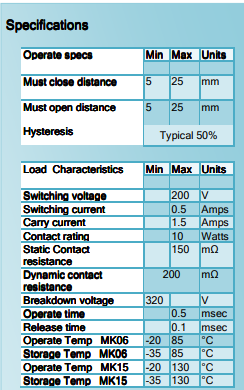 Specifications
Operate specs Min Max Units
Must close distance 5 25 mm
Must open distance 5 25 mm
Hysteresis Typical 50%
Load Characteristics Min Max Units
Switching voltage 200 V
Switching current 0.5 Amps
Carry current 1.5 Amps
Contact rating 10 Watts
Static Contact 150 mΩ
resistance
Dynamic contact 200 mΩ
resistance
Breakdown voltage 320 V
Operate time 0.5 msec
Release time 0.1 msec
Operate Temp MK06 -20 85 °C
Storage Temp MK06 -35 85 °C
Operate Temp MK15 -20 130 °C
Storage Temp MK15 -35 130 °C